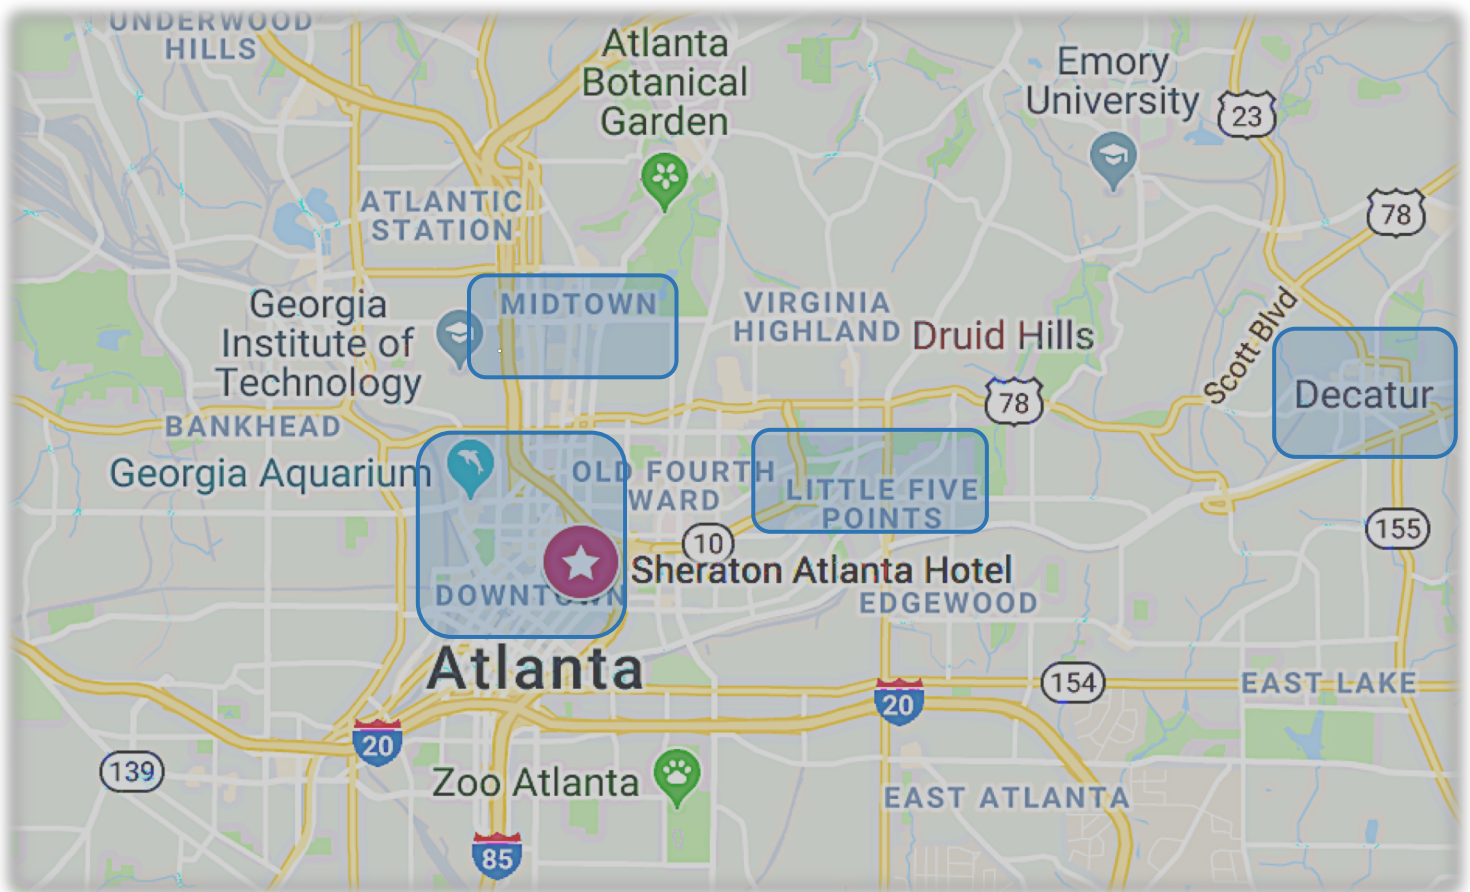 UNDERWOOD
HILLS
Atlanta
Botanical
Garden
Emory
University
23
78
ATLANTIC
STATION
Georgia
Institute of
Technology
MIDTOWN
VIRGINIA
HIGHLAND
Druid Hills
Scott Blvd
78
Decatur
BANKHEAD
Georgia Aquarium
OLD FOURTH
WARD
LITTLE FIVE
POINTS
155
10
Sheraton Atlanta Hotel
DOWNTOWN
EDGEWOOD
Atlanta
154
EAST LAKE
20
20
139
Zoo Atlanta
EAST ATLANTA
85